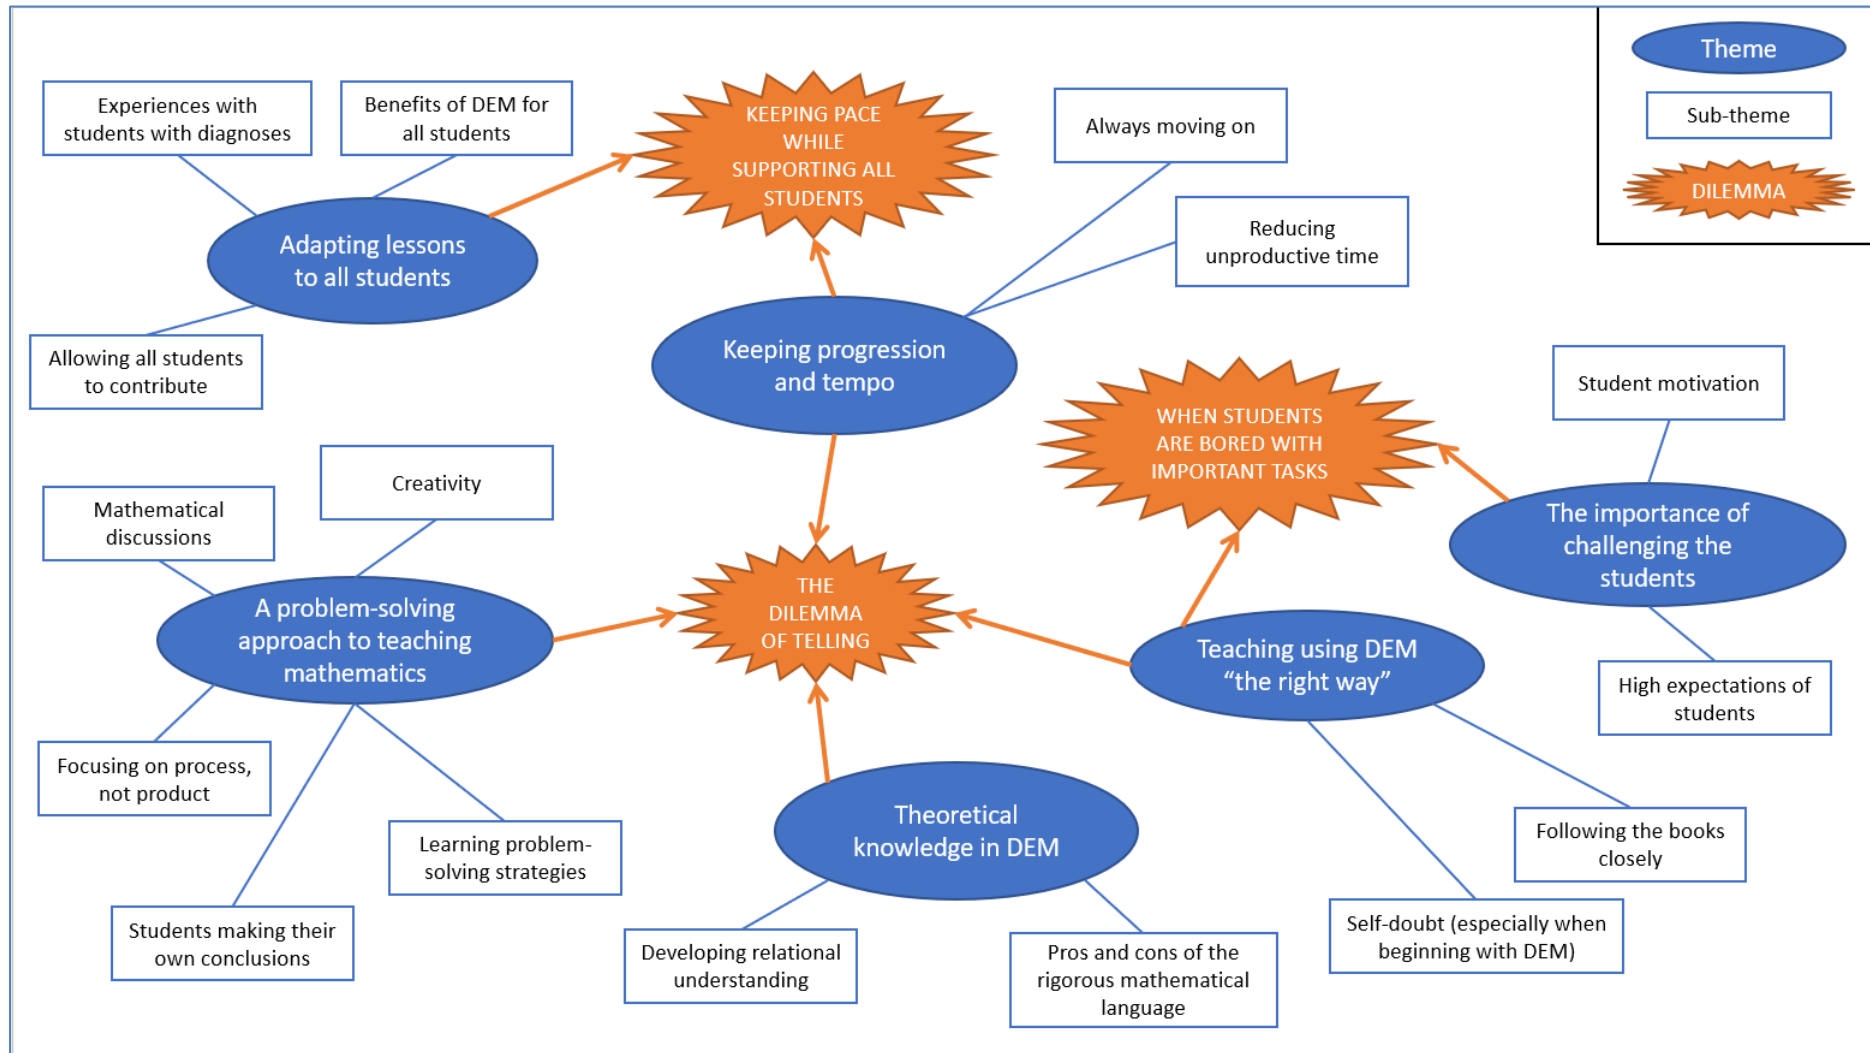 Theme
Sub-theme
DILEMMA
Experiences with
students with diagnoses
Benefits of DEM for
all students
KEEPING PACE
WHILE
SUPPORTING ALL
STUDENTS
Always moving on
Reducing
unproductive time
Adapting lessons
to all students
Allowing all students
to contribute
Keeping progression
and tempo
WHEN STUDENTS
ARE BORED WITH
IMPORTANT TASKS
Student motivation
The importance of
challenging the
students
High expectations of
students
Mathematical
discussions
Creativity
A problem-solving
approach to teaching
mathematics
THE
DILEMMA
OF TELLING
Teaching using DEM
“the right way”
Focusing on process,
not product
Learning problem-
solving strategies
Students making their
own conclusions
Theoretical
knowledge in DEM
Developing relational
understanding
Pros and cons of the
rigorous mathematical
language
Following the books
closely
Self-doubt (especially when
beginning with DEM)